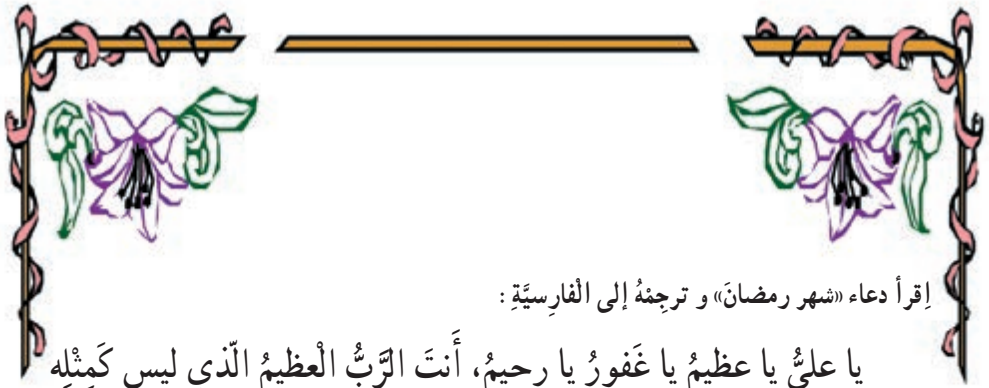 اِقرأ دعاء «شهر رمضانَ» و ترجِمْهُ إلى الْفارِسيَّةِ :
يا عليُّ يا عظيمُ يا غَفورُ يا رحيمُ، أَنتَ الرَّبُّ الْعظيمُ الّذى ليس كَمِثْلِهِ